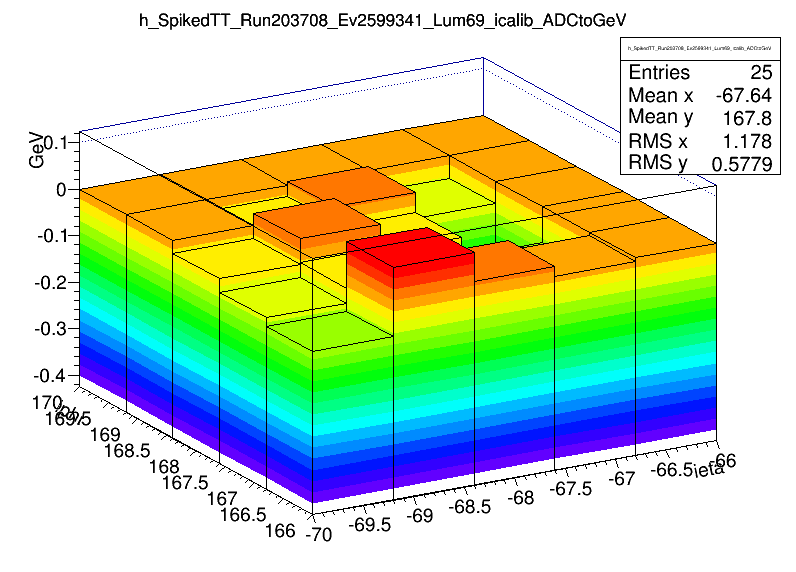 h_SpikedTT_Run203708_Ev2599341_Lum69_icalib_ADCtoGeV
h_SpikedTT_Run203708_Ev2599341_Lum69_icalib_ADCtoGeV
Entries 25
Mean x -67.64
Mean y 167.8
RMS x 1.178
RMS y 0.5779
GeV
0.1
0
-0.1
-0.2
-0.3
-0.4
170
169.5
169
168.5
168
167.5
167
166.5
166
iphi
-70
-69.5
-69
-68.5
-68
-67.5
-67
-66.5
-66
ieta